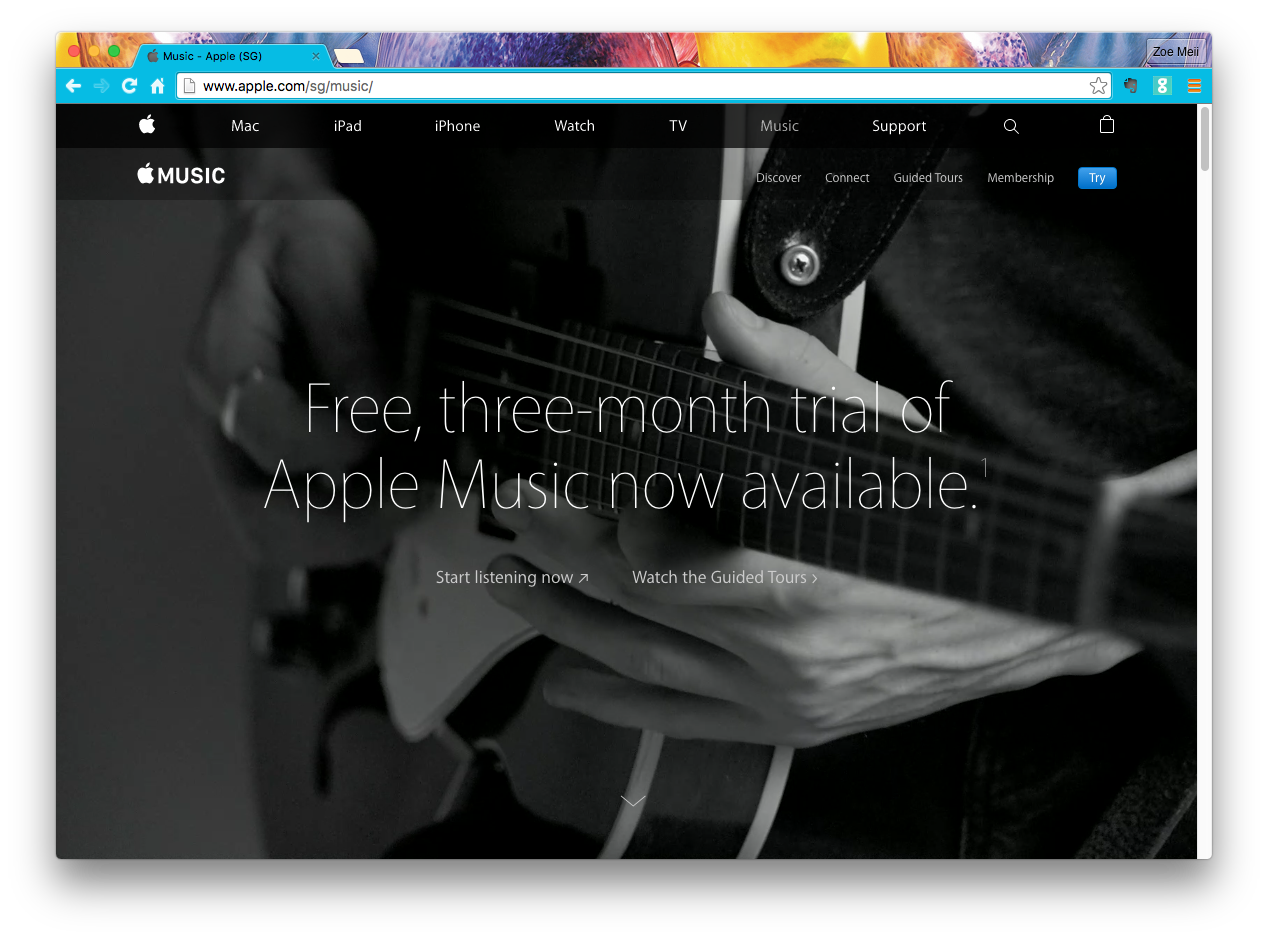 Music - Apple (SG)
Zoe Meii
www.apple.com/sg/music/
Mac iPad iPhone Watch TV Music Support
MUSIC Discover Connect Guided Tours Membership Try
Free, three-month trial of
Apple Music now available.1
Start listening now ↗ Watch the Guided Tours ›